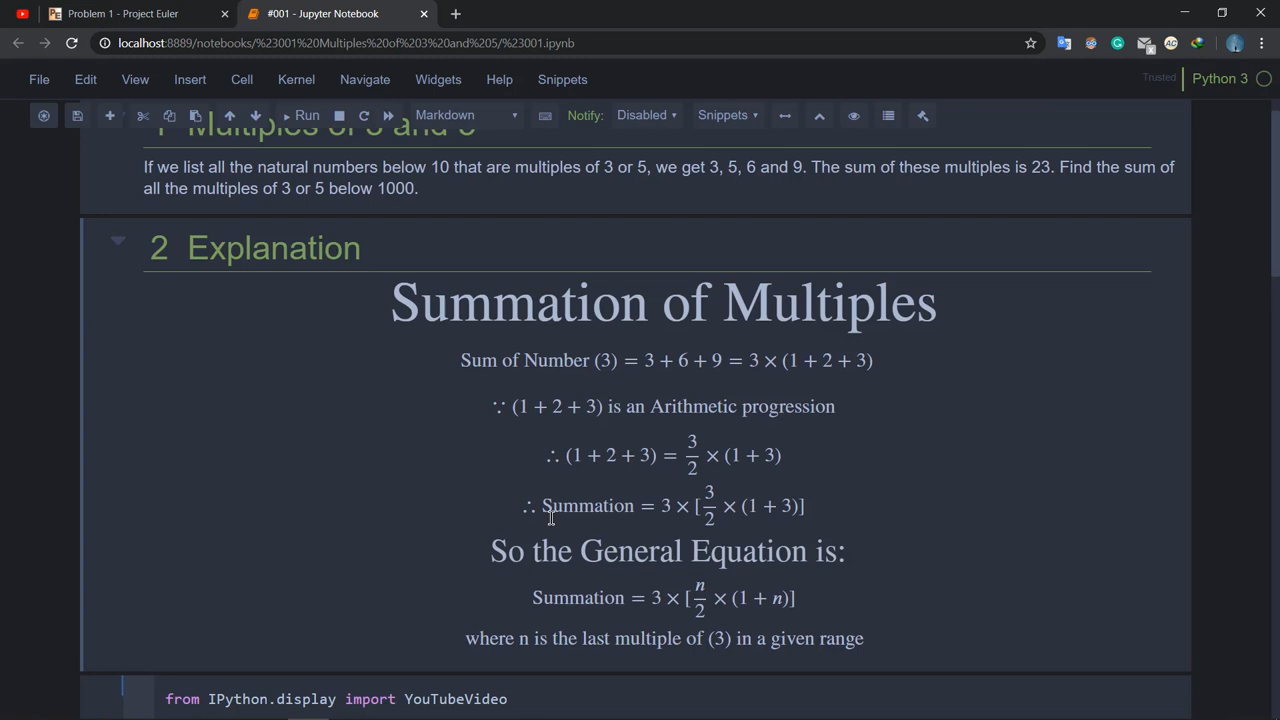 Problem 1 - Project Euler
#001 - Jupyter Notebook
localhost:8889/notebooks/%23001%20Multiples%20of%203%20and%205/%23001.ipynb
File Edit View Insert Cell Kernel Navigate Widgets Help Snippets
Trusted Python 3
Run Markdown Notify: Disabled Snippets
1 Multiples of 3 and 5
If we list all the natural numbers below 10 that are multiples of 3 or 5, we get 3, 5, 6 and 9. The sum of these multiples is 23. Find the sum of
all the multiples of 3 or 5 below 1000.
2 Explanation
Summation of Multiples
Sum of Number (3) = 3 + 6 + 9 = 3 × (1 + 2 + 3)
∵ (1 + 2 + 3) is an Arithmetic progression
∴ (1 + 2 + 3) = 3/2 × (1 + 3)
∴ Summation = 3 × [3/2 × (1 + 3)]
So the General Equation is:
Summation = 3 × [n/2 × (1 + n)]
where n is the last multiple of (3) in a given range
from IPython.display import YouTubeVideo